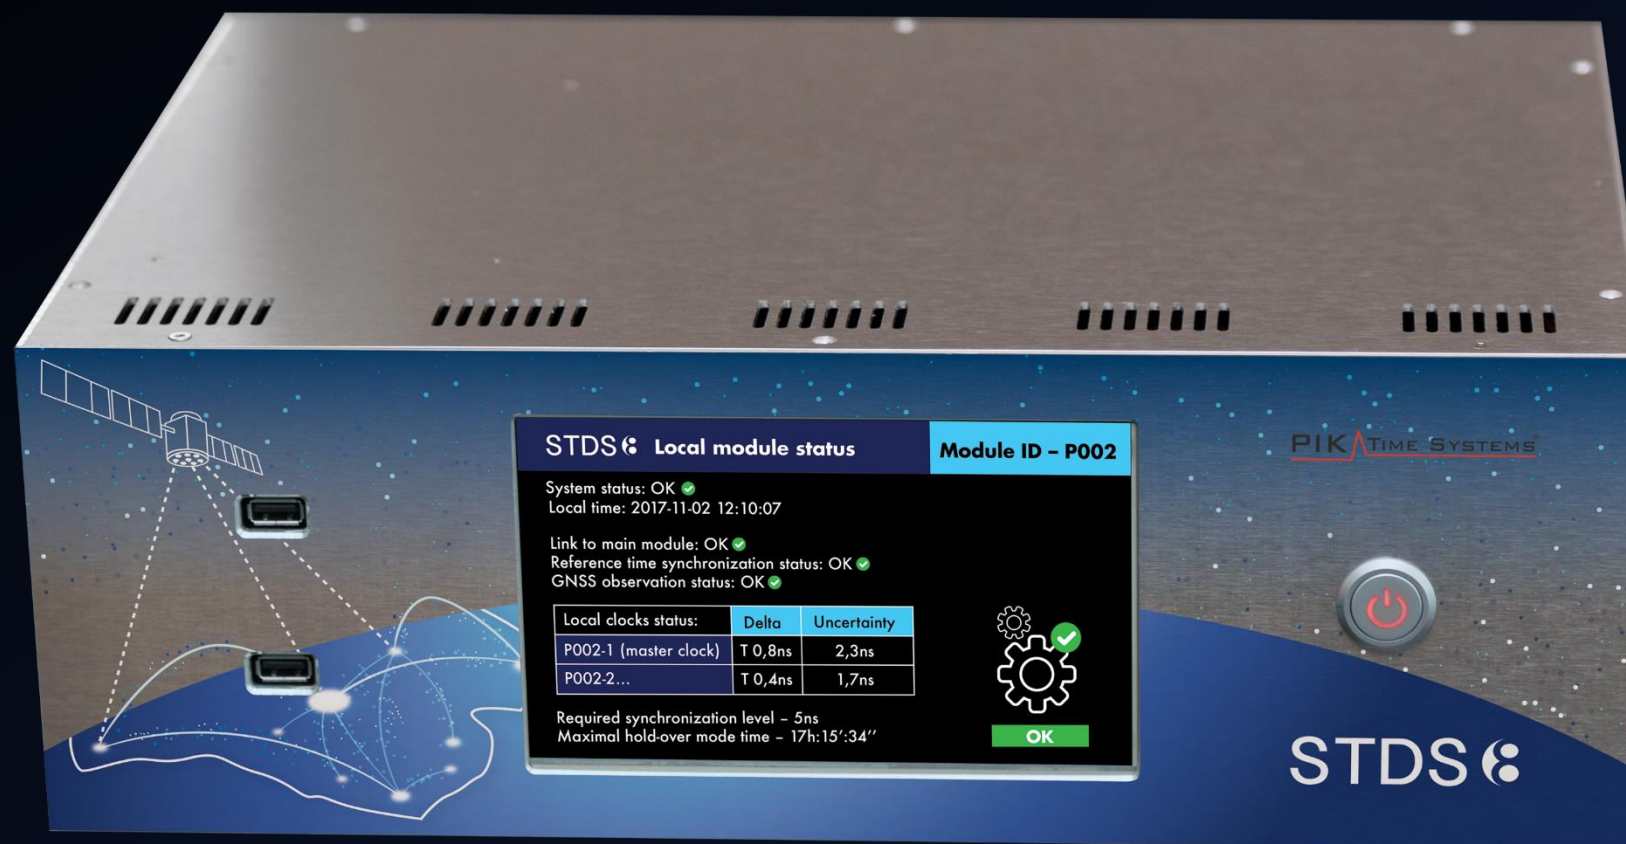 STDS Local module status
Module ID – P002
System status: OK
Local time: 2017-11-02 12:10:07
Link to main module: OK
Reference time synchronization status: OK
GNSS observation status: OK
Local clocks status: Delta Uncertainty
P002-1 (master clock) T 0,8ns 2,3ns
P002-2... T 0,4ns 1,7ns
Required synchronization level – 5ns
Maximal hold-over mode time – 17h:15':34''
OK
PIK TIME SYSTEMS
STDS